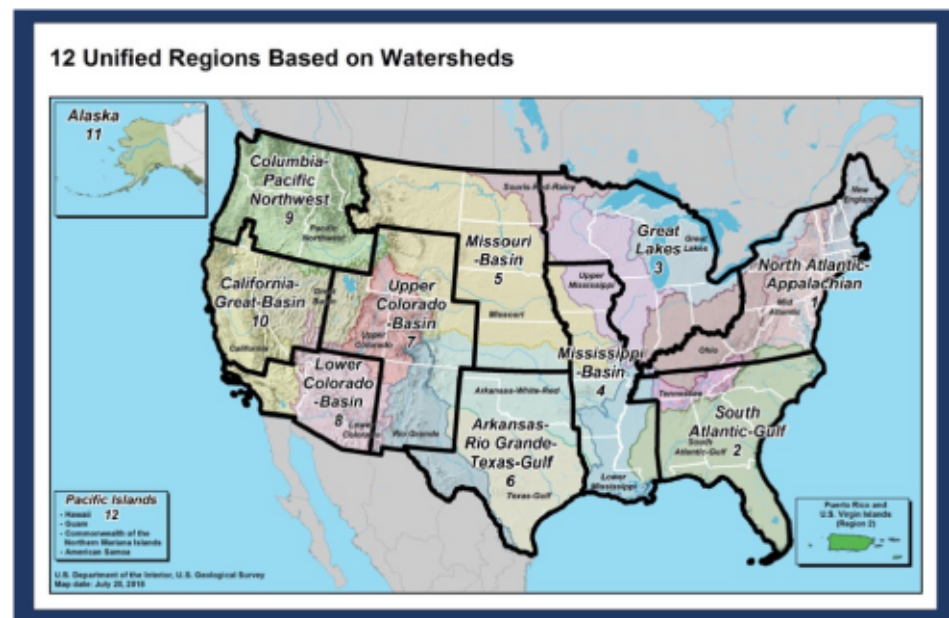 12 Unified Regions Based on Watersheds
Alaska
11
Columbia-
Pacific
Northwest
9
Pacific
Northwest
Souris-Red-Rainy
New
England
Missouri
-Basin
5
Great
Lakes
3
Great
Lakes
North Atlantic-
Appalachian
1
Mid
Atlantic
California-
Great-Basin
10
Great
Basin
California
Upper
Colorado
-Basin
7
Upper
Colorado
Upper
Mississippi
Missouri
Ohio
Lower
Colorado
-Basin
8
Lower
Colorado
Rio Grande
Mississippi
-Basin
4
Arkansas-White-Red
Tennessee
Arkansas-
Rio Grande-
Texas-Gulf
6
Texas-Gulf
South
Atlantic-Gulf
2
South
Atlantic-Gulf
Lower
Mississippi
Pacific Islands
12
- Hawaii
- Guam
- Commonwealth of the
Northern Mariana Islands
- American Samoa
Puerto Rico and
U.S. Virgin Islands
(Region 2)
U.S. Department of the Interior, U.S. Geological Survey
Map date: July 20, 2018